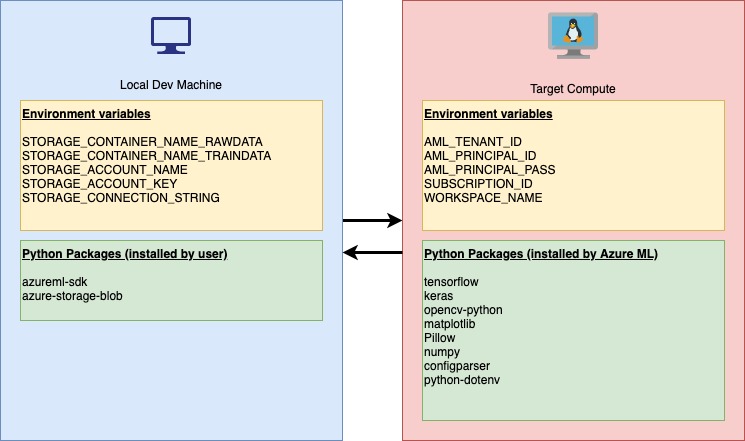 Local Dev Machine
Environment variables
STORAGE_CONTAINER_NAME_RAWDATA
STORAGE_CONTAINER_NAME_TRAINDATA
STORAGE_ACCOUNT_NAME
STORAGE_ACCOUNT_KEY
STORAGE_CONNECTION_STRING
Python Packages (installed by user)
azureml-sdk
azure-storage-blob
Target Compute
Environment variables
AML_TENANT_ID
AML_PRINCIPAL_ID
AML_PRINCIPAL_PASS
SUBSCRIPTION_ID
WORKSPACE_NAME
Python Packages (installed by Azure ML)
tensorflow
keras
opencv-python
matplotlib
Pillow
numpy
configparser
python-dotenv